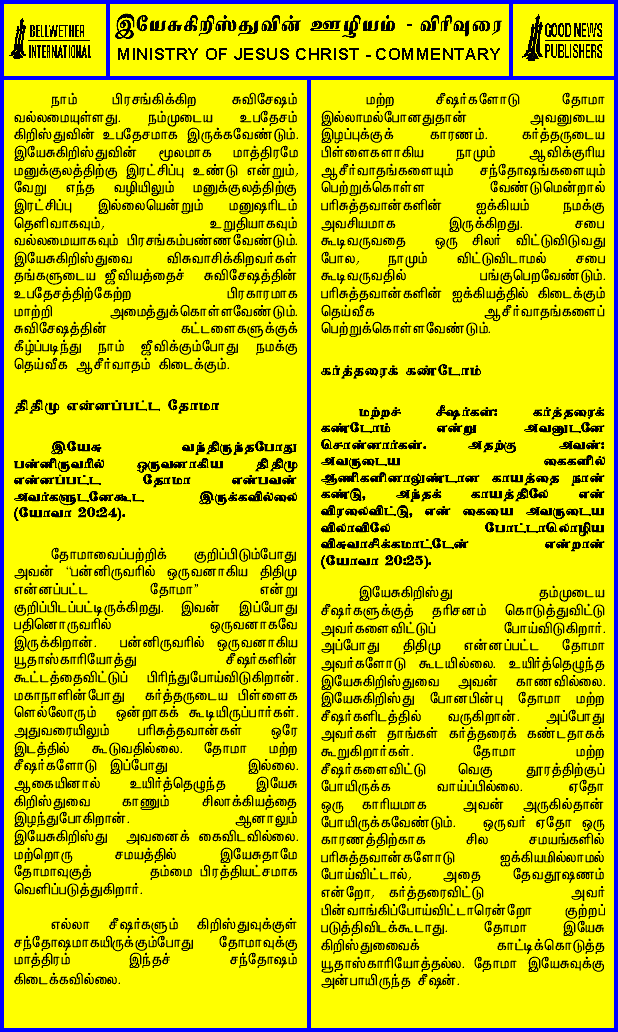 BELLWETHER
INTERNATIONAL
இயேசுகிறிஸ்துவின் ஊழியம் - விரிவுரை
MINISTRY OF JESUS CHRIST - COMMENTARY
GOOD NEWS
PUBLISHERS
நாம் பிரசங்கிக்கிற சுவிசேஷம்
வல்லமையுள்ளது. நம்முடைய உபதேசம்
கிறிஸ்துவின் உபதேசமாக இருக்கவேண்டும்.
இயேசுகிறிஸ்துவின் மூலமாக மாத்திரமே
மனுக்குலத்திற்கு இரட்சிப்பு உண்டு என்றும்,
வேறு எந்த வழியிலும் மனுக்குலத்திற்கு
இரட்சிப்பு இல்லையென்றும் மனுஷரிடம்
தெளிவாகவும், உறுதியாகவும்
வல்லமையாகவும் பிரசங்கம்பண்ணவேண்டும்.
இயேசுகிறிஸ்துவை விசுவாசிக்கிறவர்கள்
தங்களுடைய ஜீவியத்தைச் சுவிசேஷத்தின்
உபதேசத்திற்கேற்ற பிரகாரமாக
மாற்றி அமைத்துக்கொள்ளவேண்டும்.
சுவிசேஷத்தின் கட்டளைகளுக்குக்
கீழ்ப்படிந்து நாம் ஜீவிக்கும்போது நமக்கு
தெய்வீக ஆசீர்வாதம் கிடைக்கும்.
திதிமு என்னப்பட்ட தோமா
இயேசு வந்திருந்தபோது
பன்னிருவரில் ஒருவனாகிய திதிமு
என்னப்பட்ட தோமா என்பவன்
அவர்களுடனேகூட இருக்கவில்லை
(யோவா 20:24).
தோமாவைப்பற்றிக் குறிப்பிடும்போது
அவன் "பன்னிருவரில் ஒருவனாகிய திதிமு
என்னப்பட்ட தோமா" என்று
குறிப்பிடப்பட்டிருக்கிறது. இவன் இப்போது
பதினொருவரில் ஒருவனாகவே
இருக்கிறான். பன்னிருவரில் ஒருவனாகிய
யூதாஸ்காரியோத்து சீஷர்களின்
கூட்டத்தைவிட்டுப் பிரிந்துபோய்விடுகிறான்.
மகாநாளின்போது கர்த்தருடைய பிள்ளைக
ளெல்லோரும் ஒன்றாகக் கூடியிருப்பார்கள்.
அதுவரையிலும் பரிசுத்தவான்கள் ஒரே
இடத்தில் கூடுவதில்லை. தோமா மற்ற
சீஷர்களோடு இப்போது இல்லை.
ஆகையினால் உயிர்த்தெழுந்த இயேசு
கிறிஸ்துவை காணும் சிலாக்கியத்தை
இழந்துபோகிறான். ஆனாலும்
இயேசுகிறிஸ்து அவனைக் கைவிடவில்லை.
மற்றொரு சமயத்தில் இயேசுதாமே
தோமாவுகுத் தம்மை பிரத்தியட்சமாக
வெளிப்படுத்துகிறார்.
எல்லா சீஷர்களும் கிறிஸ்துவுக்குள்
சந்தோஷமாகயிருக்கும்போது தோமாவுக்கு
மாத்திரம் இந்தச் சந்தோஷம்
கிடைக்கவில்லை.
மற்ற சீஷர்களோடு தோமா
இல்லாமல்போனதுதான் அவனுடைய
இழப்புக்குக் காரணம். கர்த்தருடைய
பிள்ளைகளாகிய நாமும் ஆவிக்குரிய
ஆசீர்வாதங்களையும் சந்தோஷங்களையும்
பெற்றுக்கொள்ள வேண்டுமென்றால்
பரிசுத்தவான்களின் ஐக்கியம் நமக்கு
அவசியமாக இருக்கிறது. சபை
கூடிவருவதை ஒரு சிலர் விட்டுவிடுவது
போல, நாமும் விட்டுவிடாமல் சபை
கூடிவருவதில் பங்குபெறவேண்டும்.
பரிசுத்தவான்களின் ஐக்கியத்தில் கிடைக்கும்
தெய்வீக ஆசீர்வாதங்களைப்
பெற்றுக்கொள்ளவேண்டும்.
கர்த்தரைக் கண்டோம்
மற்றச் சீஷர்கள்: கர்த்தரைக்
கண்டோம் என்று அவனுடனே
சொன்னார்கள். அதற்கு அவன்:
அவருடைய கைகளில்
ஆணிகளினாலுண்டான காயத்தை நான்
கண்டு, அந்தக் காயத்திலே என்
விரலைவிட்டு, என் கையை அவருடைய
விலாவிலே போட்டாலொழிய
விசுவாசிக்கமாட்டேன் என்றான்
(யோவா 20:25).
இயேசுகிறிஸ்து தம்முடைய
சீஷர்களுக்குத் தரிசனம் கொடுத்துவிட்டு
அவர்களைவிட்டுப் போய்விடுகிறார்.
அப்போது திதிமு என்னப்பட்ட தோமா
அவர்களோடு கூடயில்லை. உயிர்த்தெழுந்த
இயேசுகிறிஸ்துவை அவன் காணவில்லை.
இயேசுகிறிஸ்து போனபின்பு தோமா மற்ற
சீஷர்களிடத்தில் வருகிறான். அப்போது
அவர்கள் தாங்கள் கர்த்தரைக் கண்டதாகக்
கூறுகிறார்கள். தோமா மற்ற
சீஷர்களைவிட்டு வெகு தூரத்திற்குப்
போயிருக்க வாய்ப்பில்லை. ஏதோ
ஒரு காரியமாக அவன் அருகில்தான்
போயிருக்கவேண்டும். ஒருவர் ஏதோ ஒரு
காரணத்திற்காக சில சமயங்களில்
பரிசுத்தவான்களோடு ஐக்கியமில்லாமல்
போய்விட்டால், அதை தேவதூஷணம்
என்றோ, கர்த்தரைவிட்டு அவர்
பின்வாங்கிப்போய்விட்டாரென்றோ குற்றப்
படுத்திவிடக்கூடாது. தோமா இயேசு
கிறிஸ்துவைைக் காட்டிக்கொடுத்த
யூதாஸ்காரியோத்தல்ல. தோமா இயேசுவுக்கு
அன்பாயிருந்த சீஷன்.